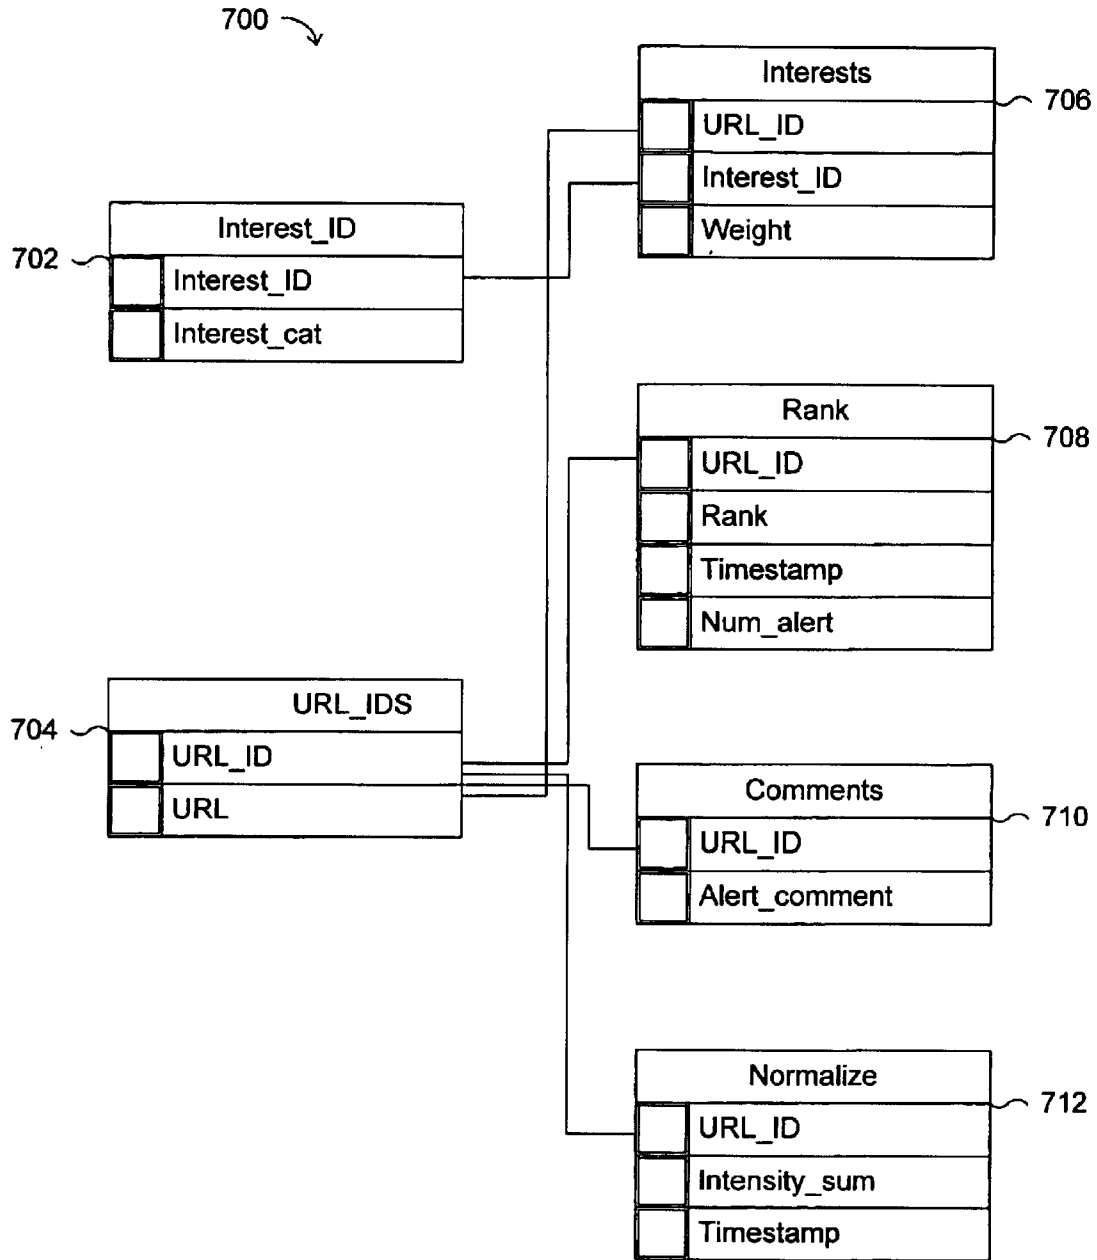 700
Interests
706
URL_ID
Interest_ID
Weight
Interest_ID
702
Interest_ID
Interest_cat
Rank
708
URL_ID
Rank
Timestamp
Num_alert
URL_IDS
704
URL_ID
URL
Comments
710
URL_ID
Alert_comment
Normalize
712
URL_ID
Intensity_sum
Timestamp